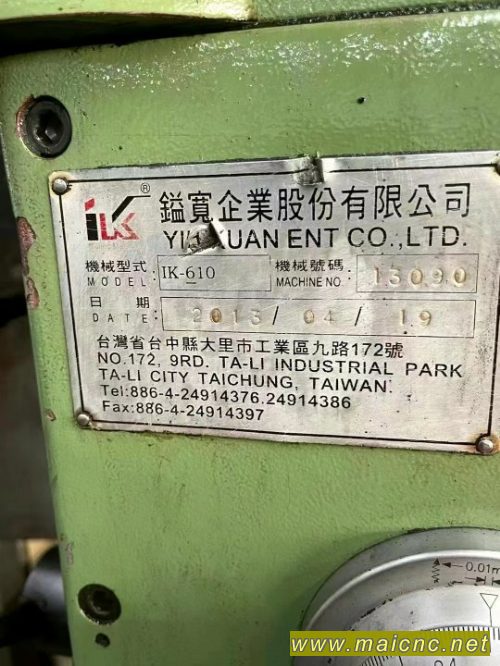 iK ®
鎰寬企業股份有限公司
ENT CO.,LTD.
機械型式: IK-610 機械號碼: 13090
MODEL: MACHINE NO:
日期 2013/04/19
DATE:
台灣省台中縣大里市工業區九路172號
NO.172, 9RD. TA-LI INDUSTRIAL PARK
TA-LI CITY TAICHUNG, TAIWAN.
Tel:886-4-24914376.24914386
Fax:886-4-24914397
0.01m
www.maicnc.net